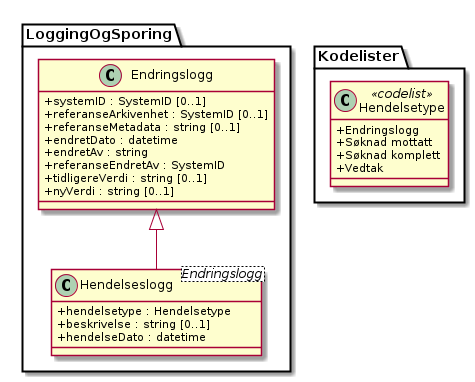 LoggingOgSporing
C Endringslogg
+systemID : SystemID [0..1]
+referanseArkivenhet : SystemID [0..1]
+referanseMetadata : string [0..1]
+endretDato : datetime
+endretAv : string
+referanseEndretAv : SystemID
+tidligereVerdi : string [0..1]
+nyVerdi : string [0..1]
Endringslogg
C Hendelseslogg
+hendelsetype : Hendelsetype
+beskrivelse : string [0..1]
+hendelseDato : datetime
Kodelister
«codelist»
C Hendelsetype
+Endringslogg
+Søknad mottatt
+Søknad komplett
+Vedtak